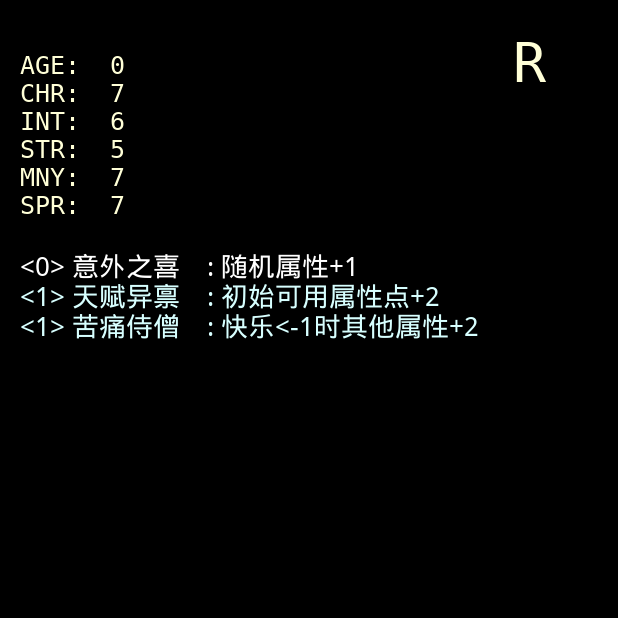 R
AGE: 0
CHR: 7
INT: 6
STR: 5
MNY: 7
SPR: 7
<0> 意外之喜 : 随机属性+1
<1> 天赋异禀 : 初始可用属性点+2
<1> 苦痛侍僧 : 快乐<-1时其他属性+2